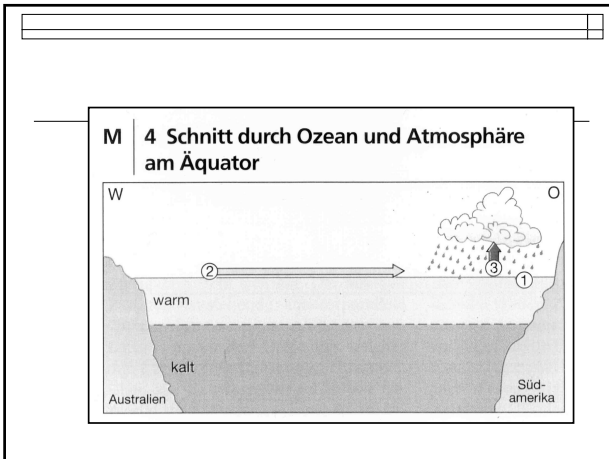 M 4 Schnitt durch Ozean und Atmosphäre
am Äquator
W O
② ③ ①
warm
kalt
Australien
Süd-
amerika